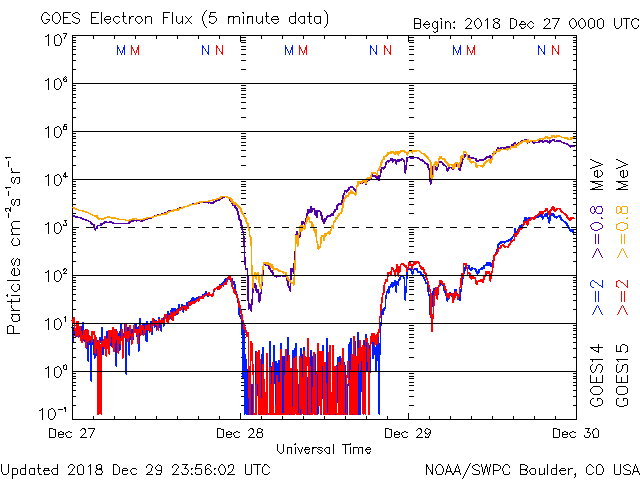 GOES Electron Flux (5 minute data)
Begin: 2018 Dec 27 0000 UTC
M M N N M M N N M M N N
10⁷
10⁶
10⁵
10⁴
10³
10²
10¹
10⁰
10⁻¹
Particles cm⁻²s⁻¹sr⁻¹
Dec 27 Dec 28 Dec 29 Dec 30
Universal Time
GOES14 >=2 >=0.8 MeV
GOES15 >=2 >=0.8 MeV
Updated 2018 Dec 29 23:56:02 UTC
NOAA/SWPC Boulder, CO USA